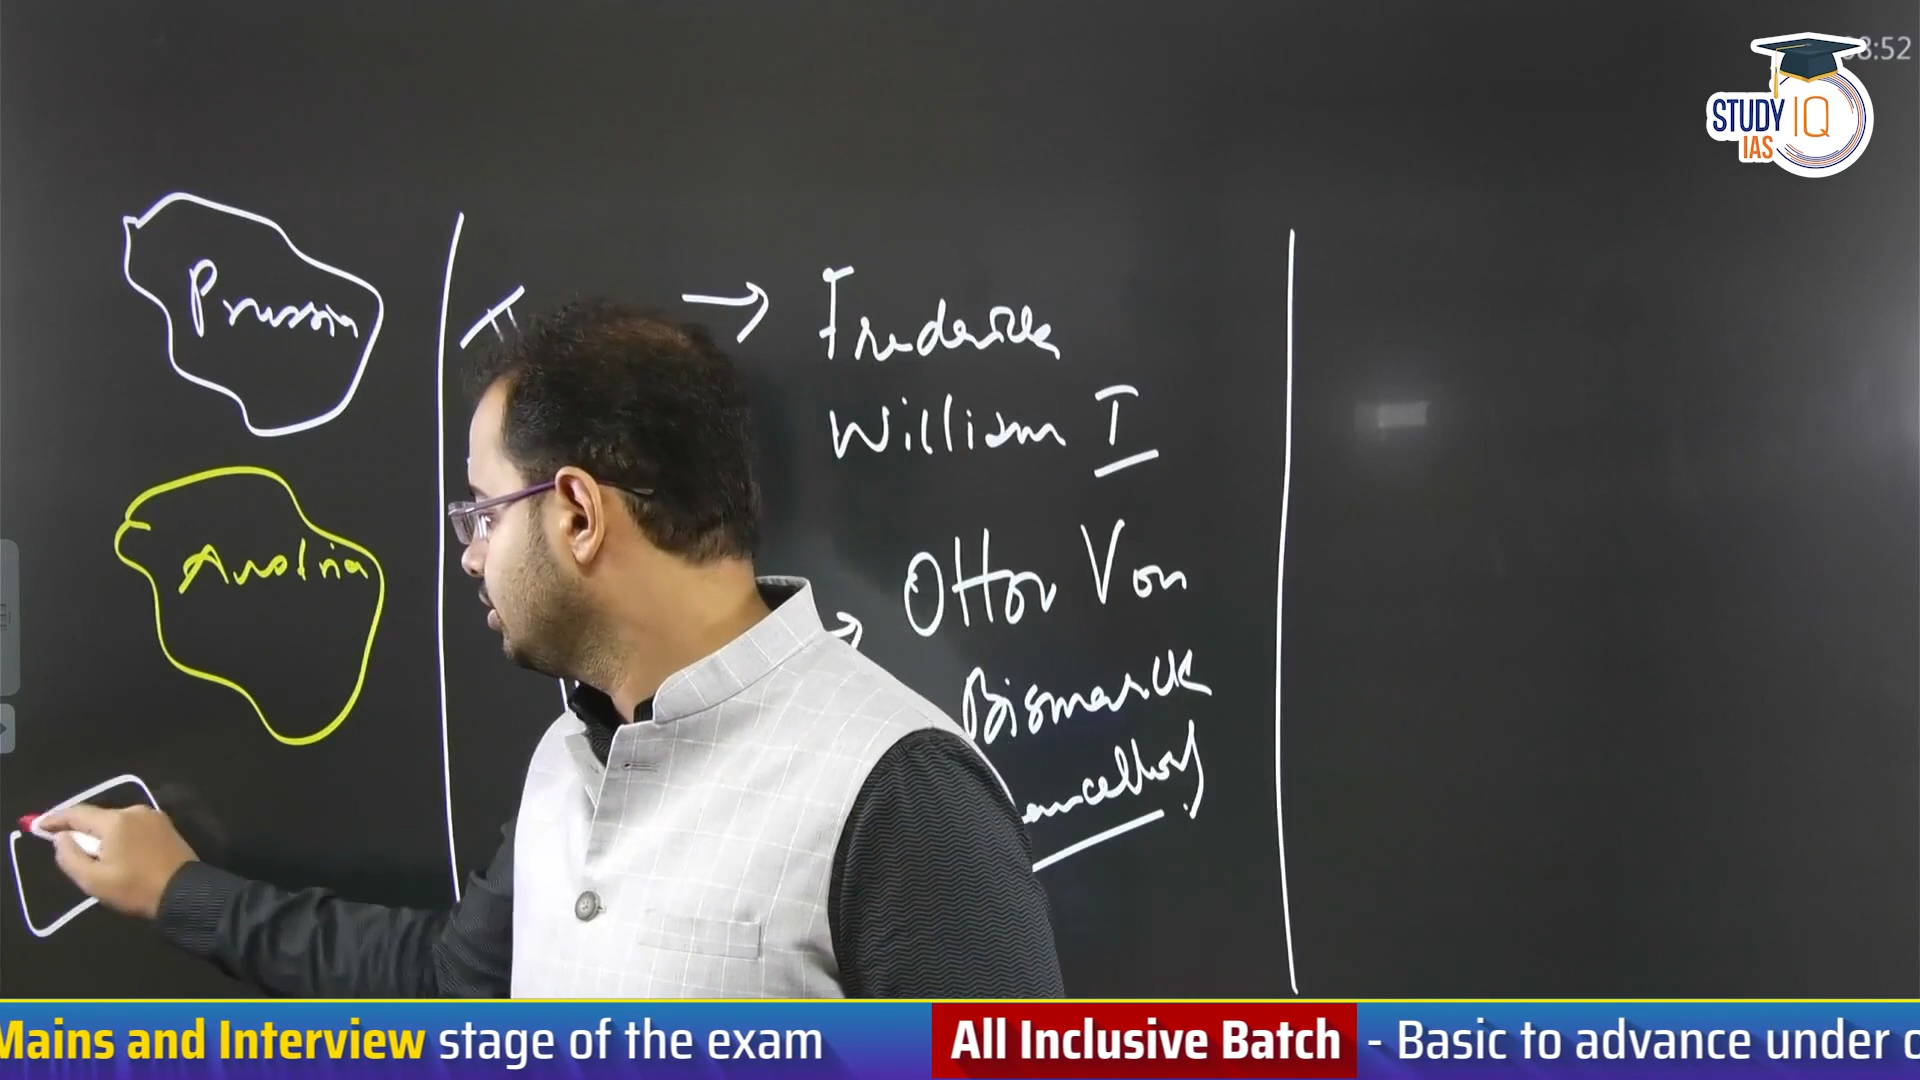 :52
STUDY IQ
IAS
Prussia
Austria
Frederick
William I
Otto Von
Bismarck
Mains and Interview stage of the exam
All Inclusive Batch - Basic to advance under